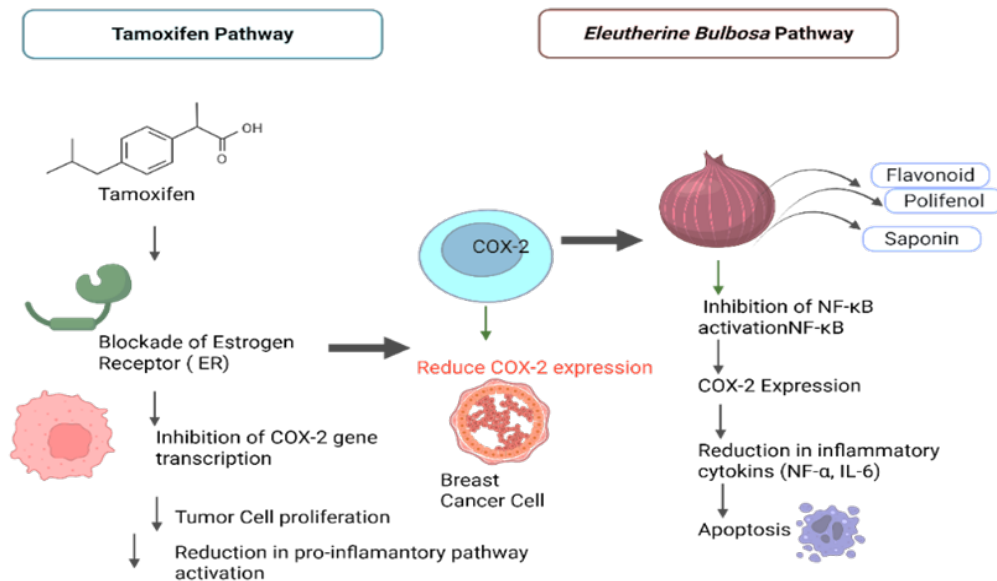 Tamoxifen Pathway
OH
O
Tamoxifen
Blockade of Estrogen
Receptor ( ER)
Inhibition of COX-2 gene
transcription
Tumor Cell proliferation
Reduction in pro-inflamantory pathway
activation
COX-2
Reduce COX-2 expression
Breast
Cancer Cell
Eleutherine Bulbosa Pathway
Flavonoid
Polifenol
Saponin
Inhibition of NF-κB
activationNF-κB
COX-2 Expression
Reduction in inflammatory
cytokins (NF-α, IL-6)
Apoptosis